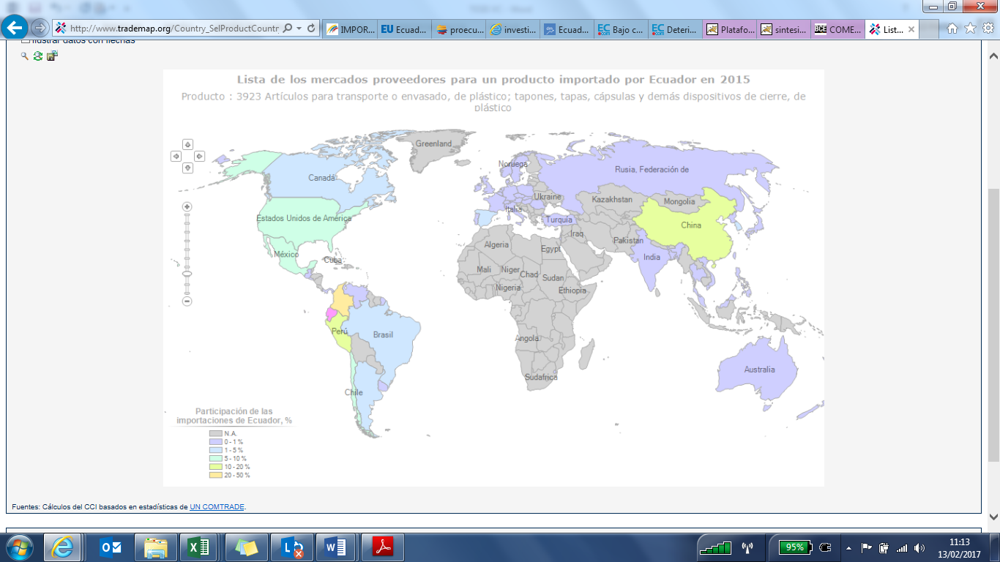 http://www.trademap.org/Country_SelProductCountry
IMPOR...
EU Ecuad...
proecu...
investi...
Ecuad...
EC com Bajo c...
EC com Deteri...
Platafo...
sintesi...
BCE COME...
List...
Ilustrar datos con flechas
Lista de los mercados proveedores para un producto importado por Ecuador en 2015
Producto : 3923 Artículos para transporte o envasado, de plástico; tapones, tapas, cápsulas y demás dispositivos de cierre, de
plástico
Greenland
Noruega
Rusia, Federación de
Canadá
Ukraine
Kazakhstan
Mongolia
Italia
Estados Unidos de América
Turquía
China
Iraq
Pakistan
Algeria
Egypt
México
Cuba
India
Mali
Niger
Chad
Sudan
Nigeria
Ethiopia
Perú
Brasil
Angola
Australia
Sudafrica
Chile
Participación de las
importaciones de Ecuador, %
N.A.
0 - 1 %
1 - 5 %
5 - 10 %
10 - 20 %
20 - 50 %
Fuentes: Cálculos del CCI basados en estadísticas de UN COMTRADE.
95%
11:13
13/02/2017